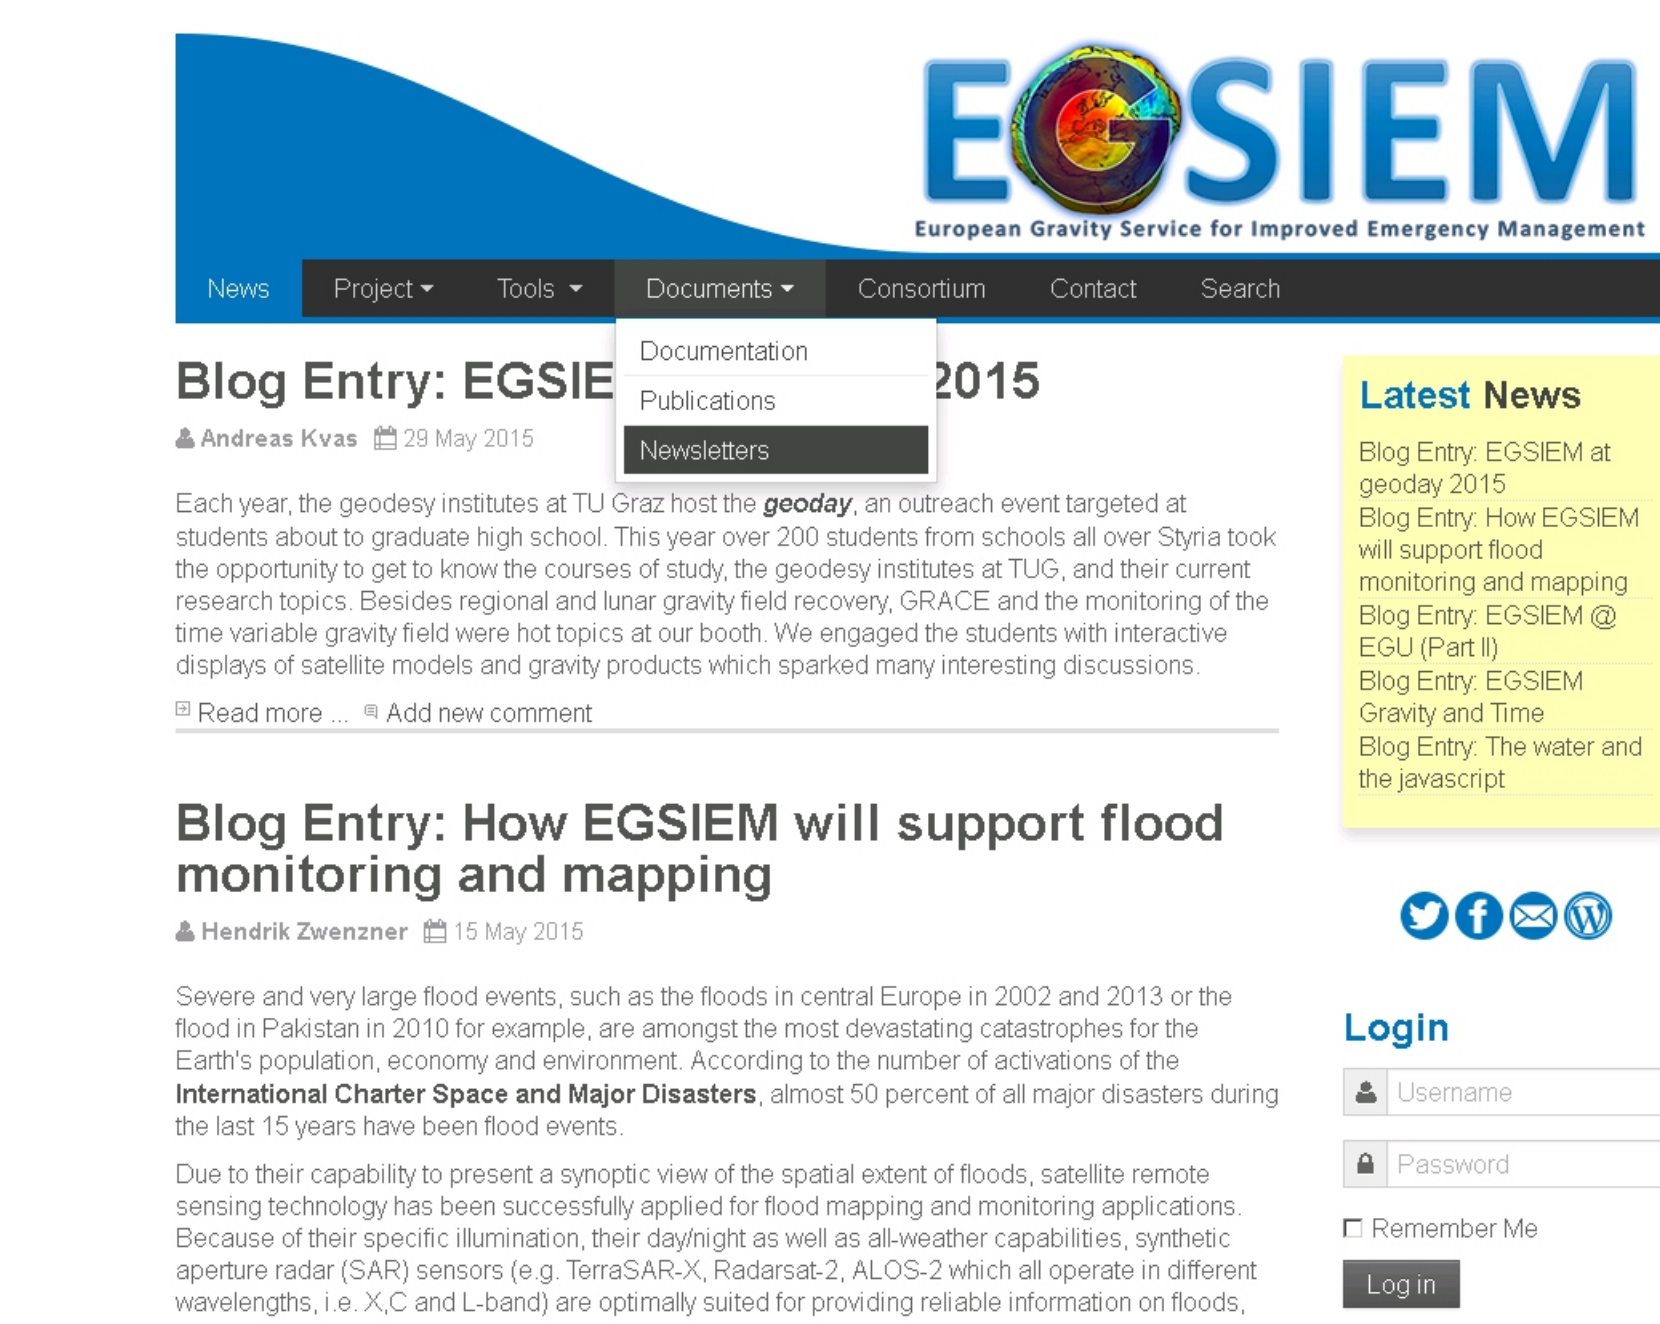 EGSIEM
European Gravity Service for Improved Emergency Management
News Project Tools Documents Consortium Contact Search
Documentation
Publications
Newsletters
Blog Entry: EGSIE 2015
Andreas Kvas 29 May 2015
Each year, the geodesy institutes at TU Graz host the geoday, an outreach event targeted at
students about to graduate high school. This year over 200 students from schools all over Styria took
the opportunity to get to know the courses of study, the geodesy institutes at TUG, and their current
research topics. Besides regional and lunar gravity field recovery, GRACE and the monitoring of the
time variable gravity field were hot topics at our booth. We engaged the students with interactive
displays of satellite models and gravity products which sparked many interesting discussions.
Read more ... Add new comment
Blog Entry: How EGSIEM will support flood
monitoring and mapping
Hendrik Zwenzner 15 May 2015
Severe and very large flood events, such as the floods in central Europe in 2002 and 2013 or the
flood in Pakistan in 2010 for example, are amongst the most devastating catastrophes for the
Earth's population, economy and environment. According to the number of activations of the
International Charter Space and Major Disasters, almost 50 percent of all major disasters during
the last 15 years have been flood events.
Due to their capability to present a synoptic view of the spatial extent of floods, satellite remote
sensing technology has been successfully applied for flood mapping and monitoring applications.
Because of their specific illumination, their day/night as well as all-weather capabilities, synthetic
aperture radar (SAR) sensors (e.g. TerraSAR-X, Radarsat-2, ALOS-2 which all operate in different
wavelengths, i.e. X,C and L-band) are optimally suited for providing reliable information on floods,
Latest News
Blog Entry: EGSIEM at
geoday 2015
Blog Entry: How EGSIEM
will support flood
monitoring and mapping
Blog Entry: EGSIEM @
EGU (Part II)
Blog Entry: EGSIEM
Gravity and Time
Blog Entry: The water and
the javascript
Login
Username
Password
Remember Me
Log in